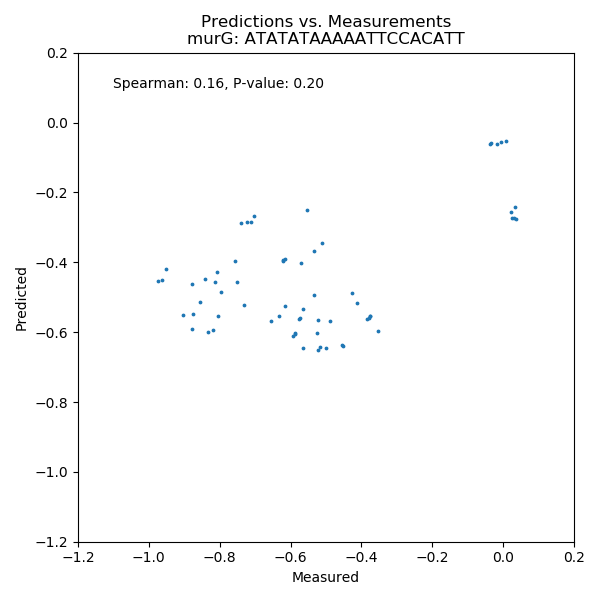 Predictions vs. Measurements
murG: ATATATAAAAATTCCACATT
Spearman: 0.16, P-value: 0.20
0.2
0.0
−0.2
−0.4
−0.6
−0.8
−1.0
−1.2
Predicted
−1.2 −1.0 −0.8 −0.6 −0.4 −0.2 0.0 0.2
Measured